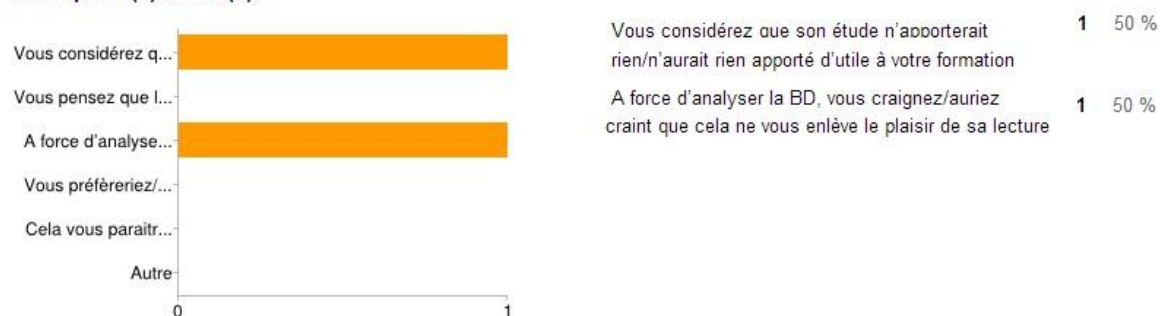 Vous considérez q...
Vous pensez que l...
A force d'analyse...
Vous préfèreriez/...
Cela vous paraitr...
Autre
0 1
Vous considérez que son étude n'apporterait 1 50 %
rien/n'aurait rien apporté d'utile à votre formation
A force d'analyser la BD, vous craignez/auriez 1 50 %
craint que cela ne vous enlève le plaisir de sa lecture